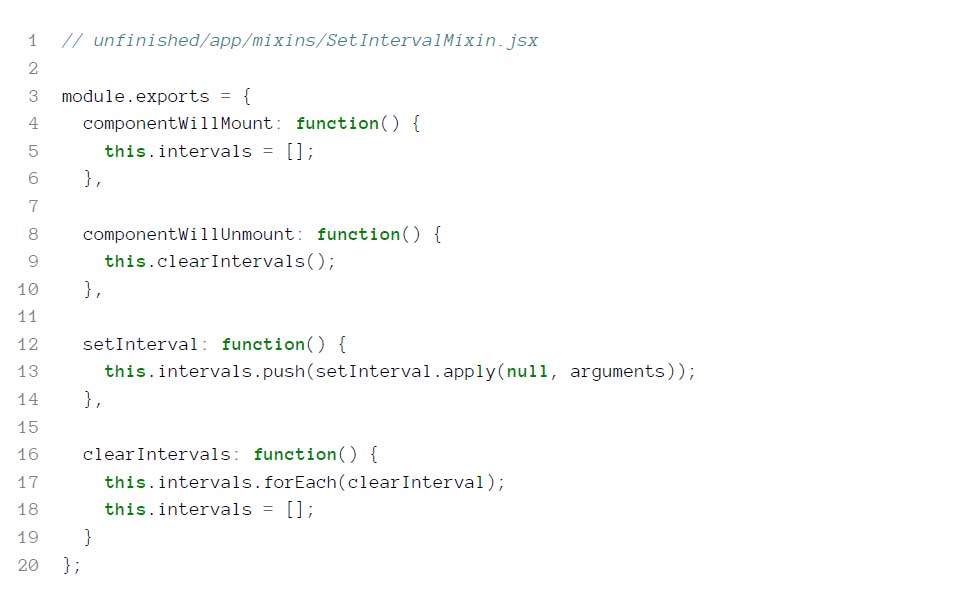 1 // unfinished/app/mixins/SetIntervalMixin.jsx
2
3 module.exports = {
4   componentWillMount: function() {
5     this.intervals = [];
6   },
7
8   componentWillUnmount: function() {
9     this.clearIntervals();
10   },
11
12   setInterval: function() {
13     this.intervals.push(setInterval.apply(null, arguments));
14   },
15
16   clearIntervals: function() {
17     this.intervals.forEach(clearInterval);
18     this.intervals = [];
19   }
20 };